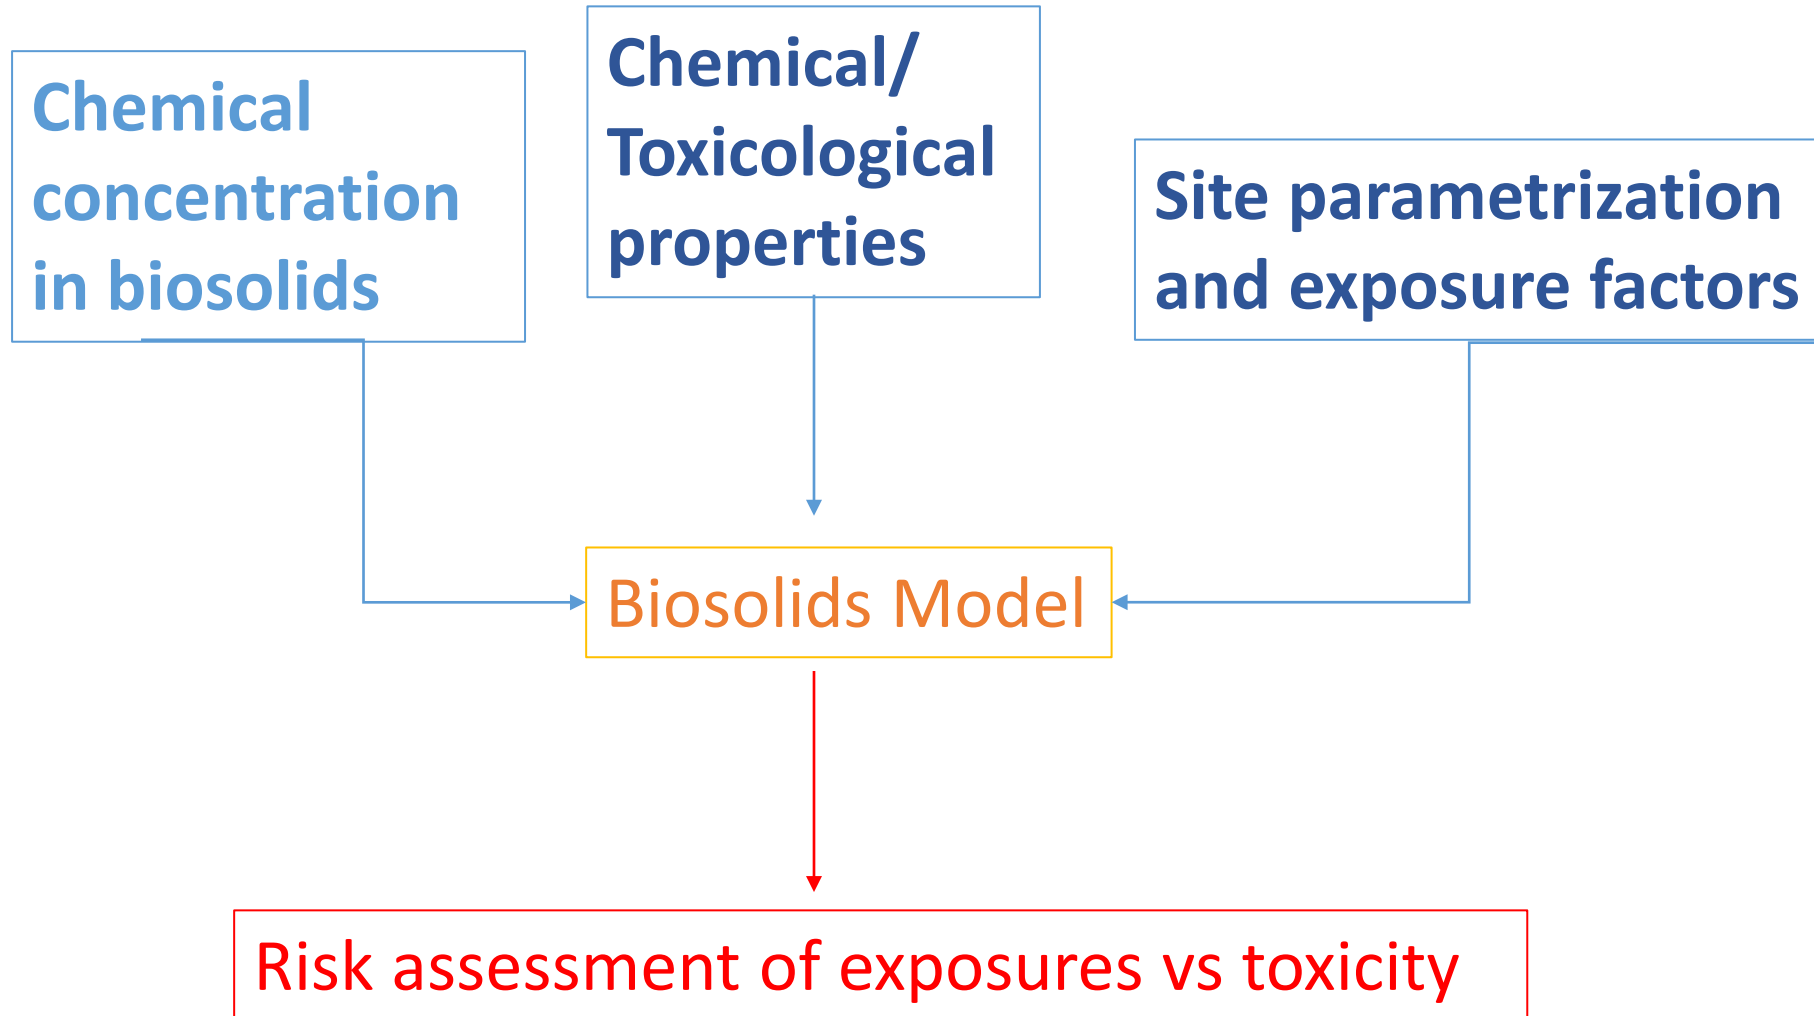 Chemical
concentration
in biosolids
Chemical/
Toxicological
properties
Site parametrization
and exposure factors
Biosolids Model
Risk assessment of exposures vs toxicity